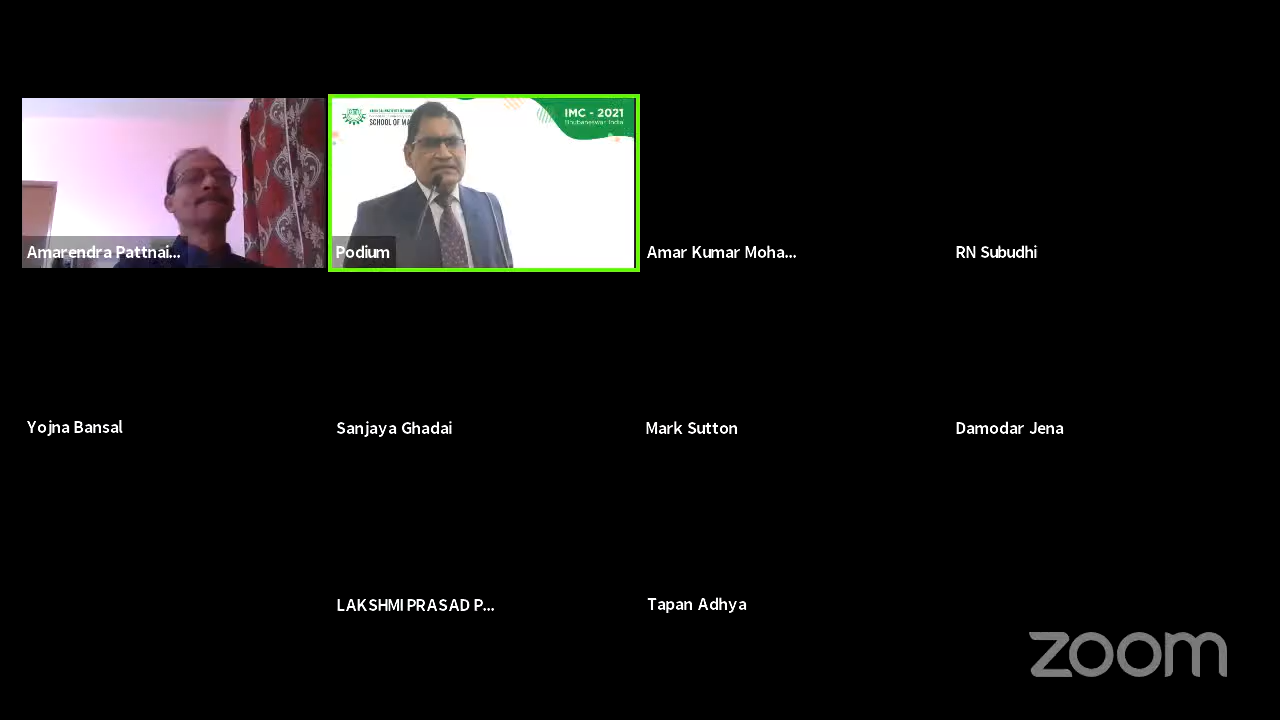 SCHOOL OF MA
IMC - 2021
Bhubaneswar, India
Amarendra Pattnai...
Podium
Amar Kumar Moha...
RN Subudhi
Yojna Bansal
Sanjaya Ghadai
Mark Sutton
Damodar Jena
LAKSHMI PRASAD P...
Tapan Adhya
zoom